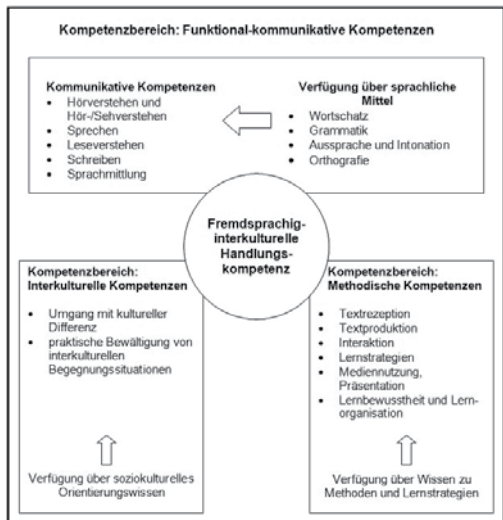 Kompetenzbereich: Funktional-kommunikative Kompetenzen
Kommunikative Kompetenzen
• Hörverstehen und
Hör-/Sehverstehen
• Sprechen
• Leseverstehen
• Schreiben
• Sprachmittlung
Verfügung über sprachliche
Mittel
• Wortschatz
• Grammatik
• Aussprache und Intonation
• Orthografie
Fremdsprachig-
interkulturelle
Handlungs-
kompetenz
Kompetenzbereich:
Interkulturelle Kompetenzen
• Umgang mit kultureller
Differenz
• praktische Bewältigung von
interkulturellen
Begegnungssituationen
Verfügung über soziokulturelles
Orientierungswissen
Kompetenzbereich:
Methodische Kompetenzen
• Textrezeption
• Textproduktion
• Interaktion
• Lernstrategien
• Mediennutzung,
Präsentation
• Lernbewusstheit und Lern-
organisation
Verfügung über Wissen zu
Methoden und Lernstrategien